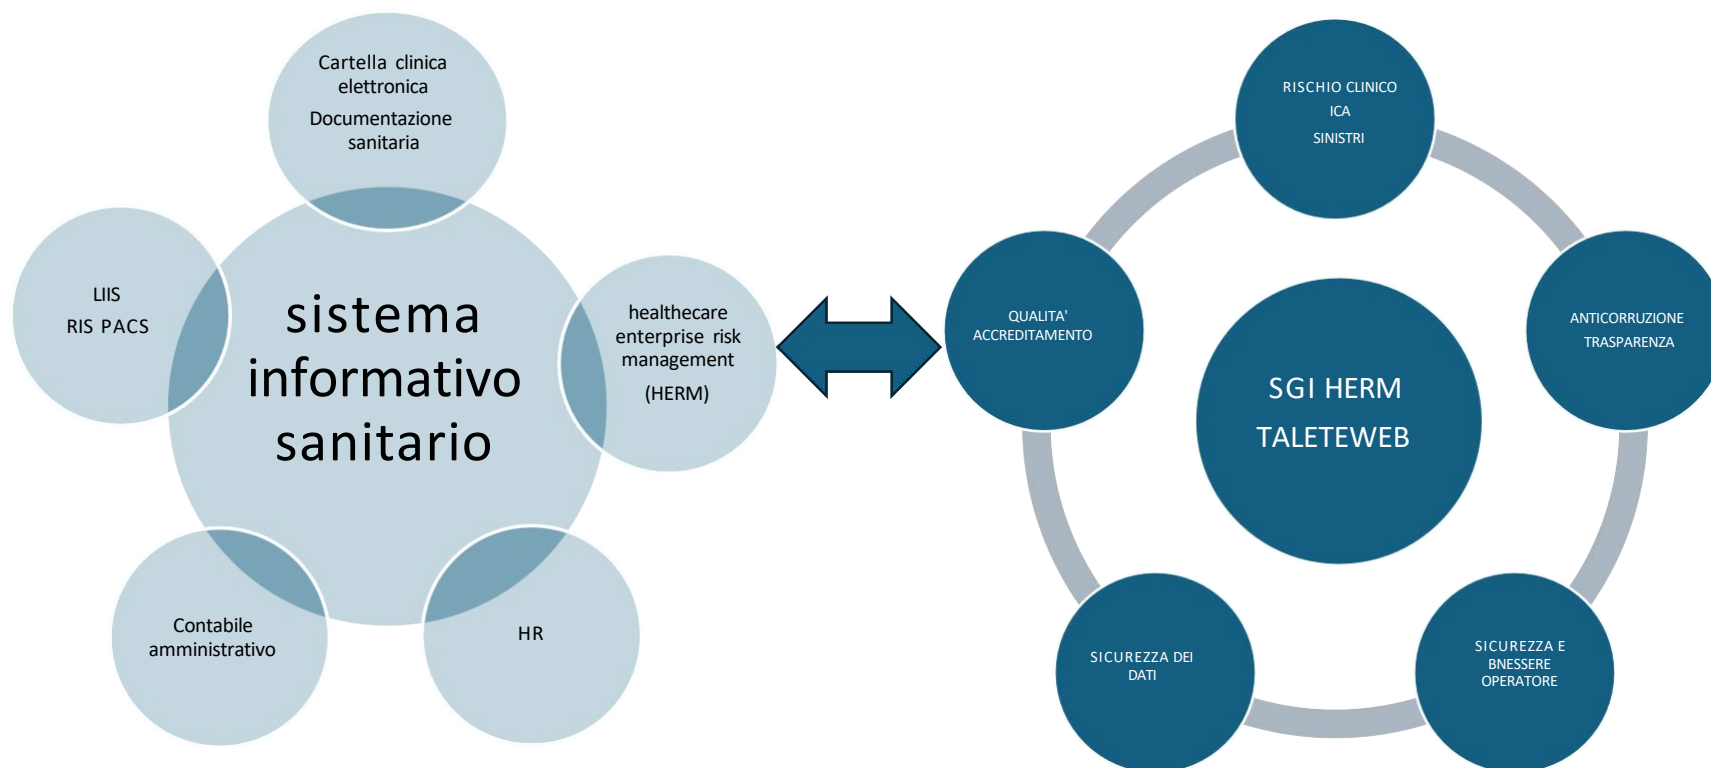 Cartella clinica
elettronica
Documentazione
sanitaria
LIIS
RIS PACS
sistema
informativo
sanitario
healthecare
enterprise risk
management
(HERM)
Contabile
amministrativo
HR
RISCHIO CLINICO
ICA
SINISTRI
QUALITA'
ACCREDITAMENTO
ANTICORRUZIONE
TRASPARENZA
SGI HERM
TALETEWEB
SICUREZZA DEI
DATI
SICUREZZA E
BNESSERE
OPERATORE